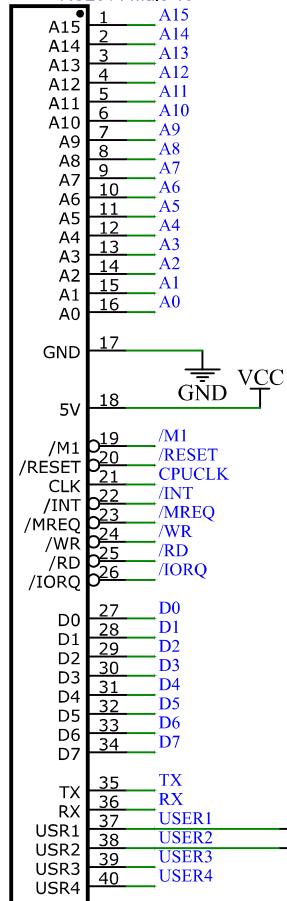 A15 1 A15
A14 2 A14
A13 3 A13
A12 4 A12
A11 5 A11
A10 6 A10
A9 7 A9
A8 8 A8
A7 9 A7
A6 10 A6
A5 11 A5
A4 12 A4
A3 13 A3
A2 14 A2
A1 15 A1
A0 16 A0
GND 17
GND
VCC
5V 18
/M1 19 /M1
/RESET 20 /RESET
CLK 21 CPUCLK
/INT 22 /INT
/MREQ 23 /MREQ
/WR 24 /WR
/RD 25 /RD
/IORQ 26 /IORQ
D0 27 D0
D1 28 D1
D2 29 D2
D3 30 D3
D4 31 D4
D5 32 D5
D6 33 D6
D7 34 D7
TX 35 TX
RX 36 RX
USR1 37 USER1
USR2 38 USER2
USR3 39 USER3
USR4 40 USER4